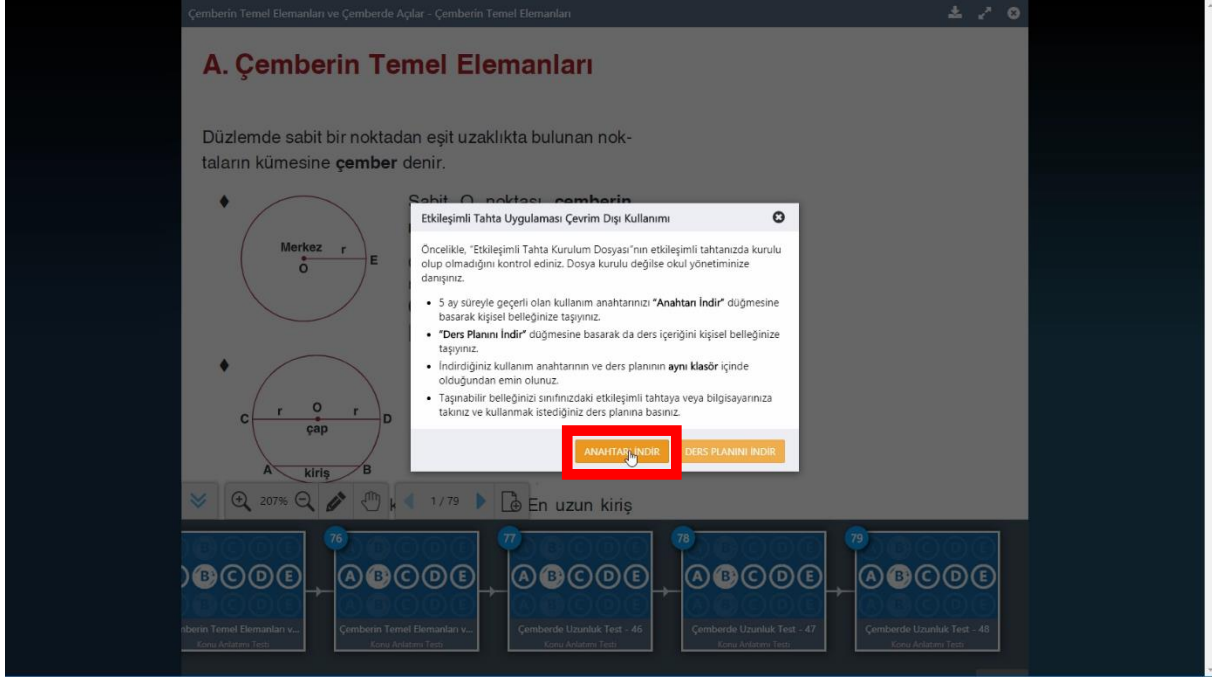 Çemberin Temel Elemanları ve Çemberde Açılar - Çemberin Temel Elemanları
A. Çemberin Temel Elemanları
Düzlemde sabit bir noktadan eşit uzaklıkta bulunan nok-
taların kümesine çember denir.
Sabit O noktası çemberin
Merkez r
O
E
Etkileşimli Tahta Uygulaması Çevrim Dışı Kullanımı
Öncelikle, "Etkileşimli Tahta Kurulum Dosyası"nın etkileşimli tahtanızda kurulu
olup olmadığını kontrol ediniz. Dosya kurulu değilse okul yönetiminize
danışınız.
• 5 ay süreyle geçerli olan kullanım anahtarınızı "Anahtarı İndir" düğmesine
basarak kişisel belleğinize taşıyınız.
• "Ders Planını İndir" düğmesine basarak da ders içeriğini kişisel belleğinize
taşıyınız.
• İndirdiğiniz kullanım anahtarının ve ders planının aynı klasör içinde
olduğundan emin olunuz.
• Taşınabilir belleğinizi sınıfınızdaki etkileşimli tahtaya veya bilgisayarınıza
takınız ve kullanmak istediğiniz ders planına basınız.
ANAHTARI İNDİR DERS PLANINI İNDİR
C r O r D
çap
A kiriş B
207% 1 / 79 En uzun kiriş
76 77 78 79
B C D E A B C D E A B C D E A B C D E A B C D E
Çemberin Temel Elemanları v... Çemberde Uzunluk Test - 46 Çemberde Uzunluk Test - 47 Çemberde Uzunluk Test - 48
Konu Anlatımı Testi Konu Anlatımı Testi Konu Anlatımı Testi Konu Anlatımı Testi Konu Anlatımı Testi